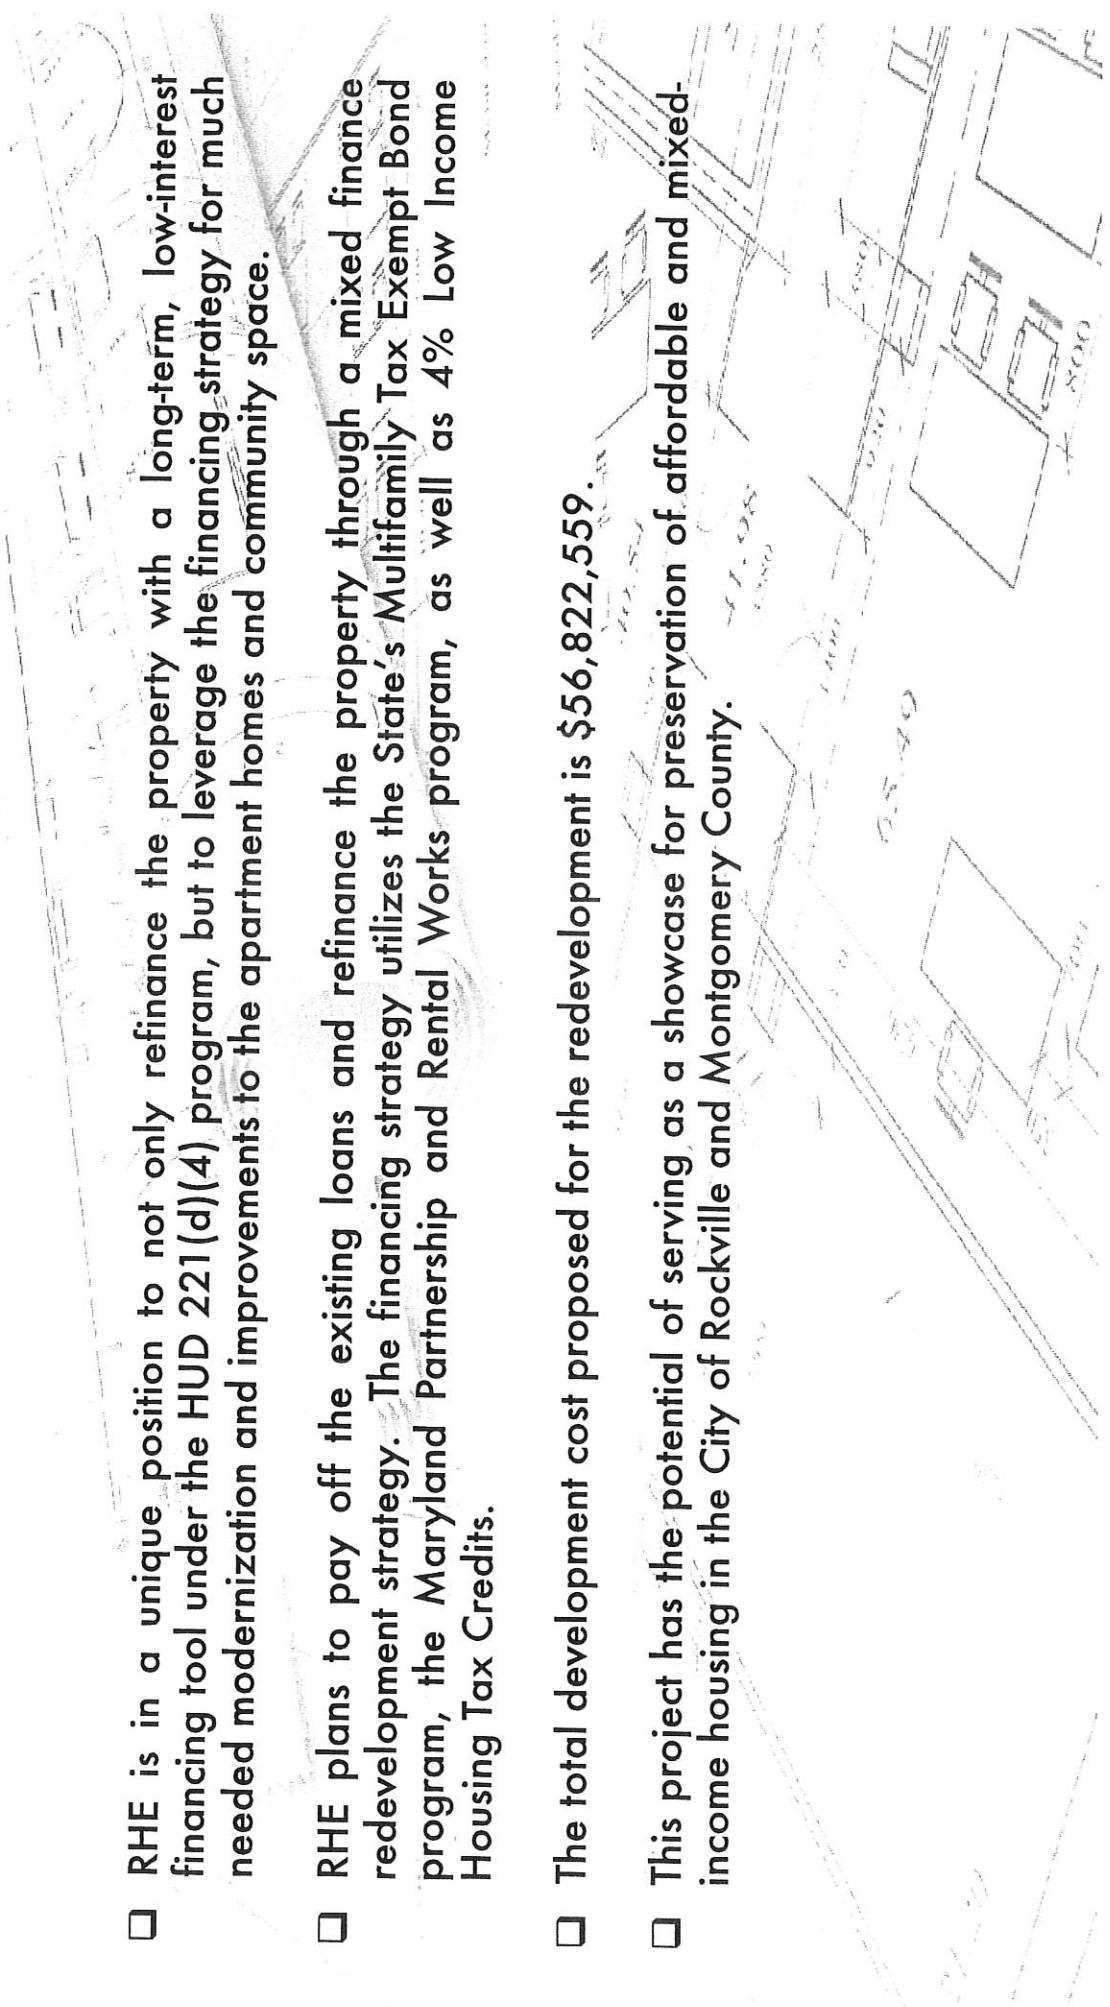 ❑ RHE is in a unique position to not only refinance the property with a long-term, low-interest
financing tool under the HUD 221(d)(4) program, but to leverage the financing strategy for much
needed modernization and improvements to the apartment homes and community space.
❑ RHE plans to pay off the existing loans and refinance the property through a mixed finance
redevelopment strategy. The financing strategy utilizes the State's Multifamily Tax Exempt Bond
program, the Maryland Partnership and Rental Works program, as well as 4% Low Income
Housing Tax Credits.
❑ The total development cost proposed for the redevelopment is $56,822,559.
❑ This project has the potential of serving as a showcase for preservation of affordable and mixed-
income housing in the City of Rockville and Montgomery County.